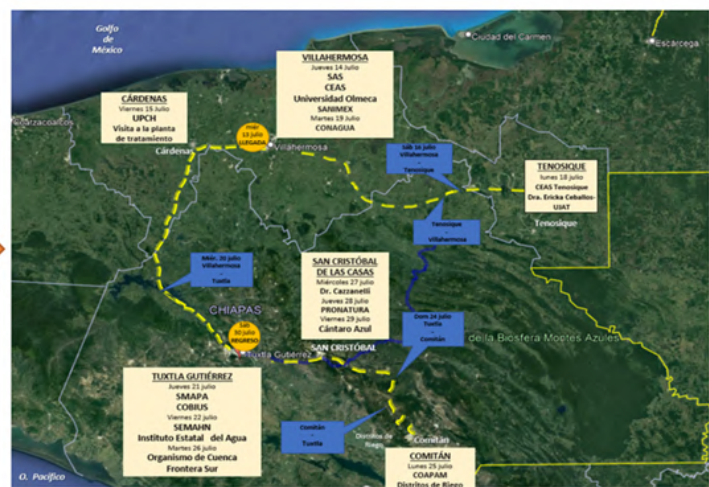 Golfo
de
México
Ciudad del Carmen
Escárcega
VILLAHERMOSA
Jueves 14 Julio
SAS
CEAS
Universidad Olmeca
SANIMEX
Martes 19 Julio
CONAGUA
CÁRDENAS
Viernes 15 Julio
UPCH
Visita a la planta
de tratamiento
Cárdenas
miér
13 julio
LLEGADA
Villahermosa
Sáb 16 julio
Villahermosa
-
Tenosique
TENOSIQUE
lunes 18 julio
CEAS Tenosique
Dra. Ericka Ceballos-
UJAT
Tenosique
Tenosique
-
Villahermosa
Miér. 20 julio
Villahermosa
-
Tuxtla
SAN CRISTÓBAL
DE LAS CASAS
Miércoles 27 julio
Dr. Cazzanelli
Jueves 28 julio
PRONATURA
Viernes 29 julio
Cántaro Azul
CHIAPAS
Dom 24 julio
Tuxtla
-
Comitán
de la Biosfera Montes Azules
Sáb
30 julio
REGRESO
Tuxtla Gutiérrez
SAN CRISTÓBAL
TUXTLA GUTIÉRREZ
Jueves 21 julio
SMAPA
COBIUS
Viernes 22 julio
SEMAHN
Instituto Estatal del Agua
Martes 26 julio
Organismo de Cuenca
Frontera Sur
Comitán
-
Tuxtla
Distritos de
Riego
Comitán
COMITÁN
Lunes 25 julio
COAPAM
Distritos de Riego
O. Pacífico